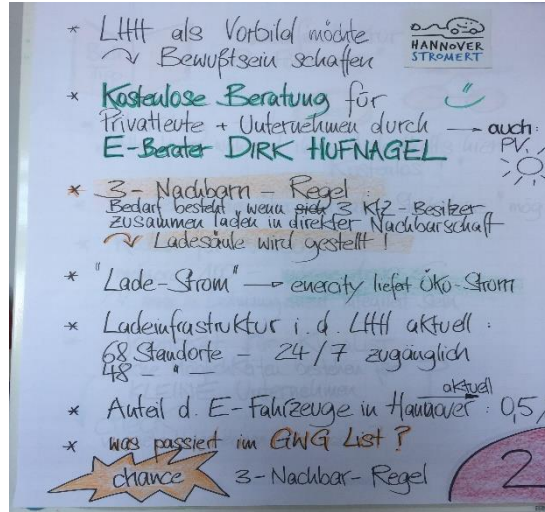 * LHH als Vorbild möchte
↷ Bewußtsein schaffen
HANNOVER
STROMERT
* Kostenlose Beratung für
Privatleute + Unternehmen durch → auch:
PV.
E-Berater DIRK HUFNAGEL
* 3-Nachbarn-Regel:
Bedarf besteht, wenn sich 3 Kfz-Besitzer
zusammen laden in direkter Nachbarschaft
↷ Ladesäule wird gestellt!
* "Lade-Strom" → enercity liefert Öko-Strom
* Ladeinfrastruktur i. d. LHH aktuell:
68 Standorte - 24/7 zugänglich
48 - " -
aktuell
* Anteil d. E-Fahrzeuge in Hannover: 0,5
* was passiert im GWG List?
chance 3-Nachbar-Regel
2